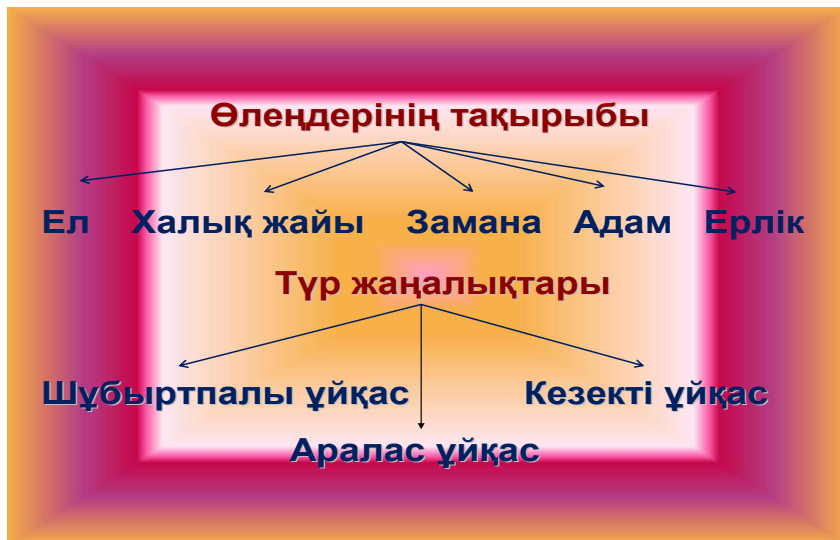 Өлеңдерінің тақырыбы
Ел Халық жайы Замана Адам Ерлік
Түр жаңалықтары
Шұбыртпалы ұйқас Кезекті ұйқас
Аралас ұйқас